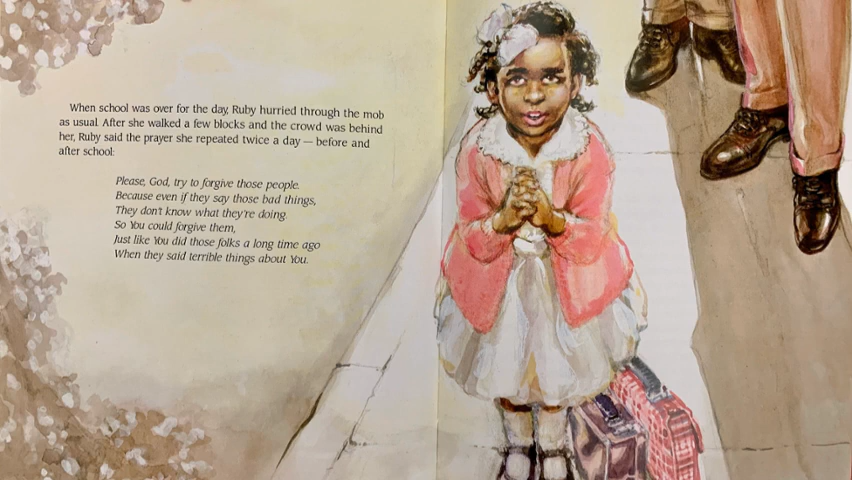 When school was over for the day, Ruby hurried through the mob
as usual. After she walked a few blocks and the crowd was behind
her, Ruby said the prayer she repeated twice a day — before and
after school:
Please, God, try to forgive those people.
Because even if they say those bad things,
They don't know what they're doing.
So You could forgive them,
Just like You did those folks a long time ago
When they said terrible things about You.